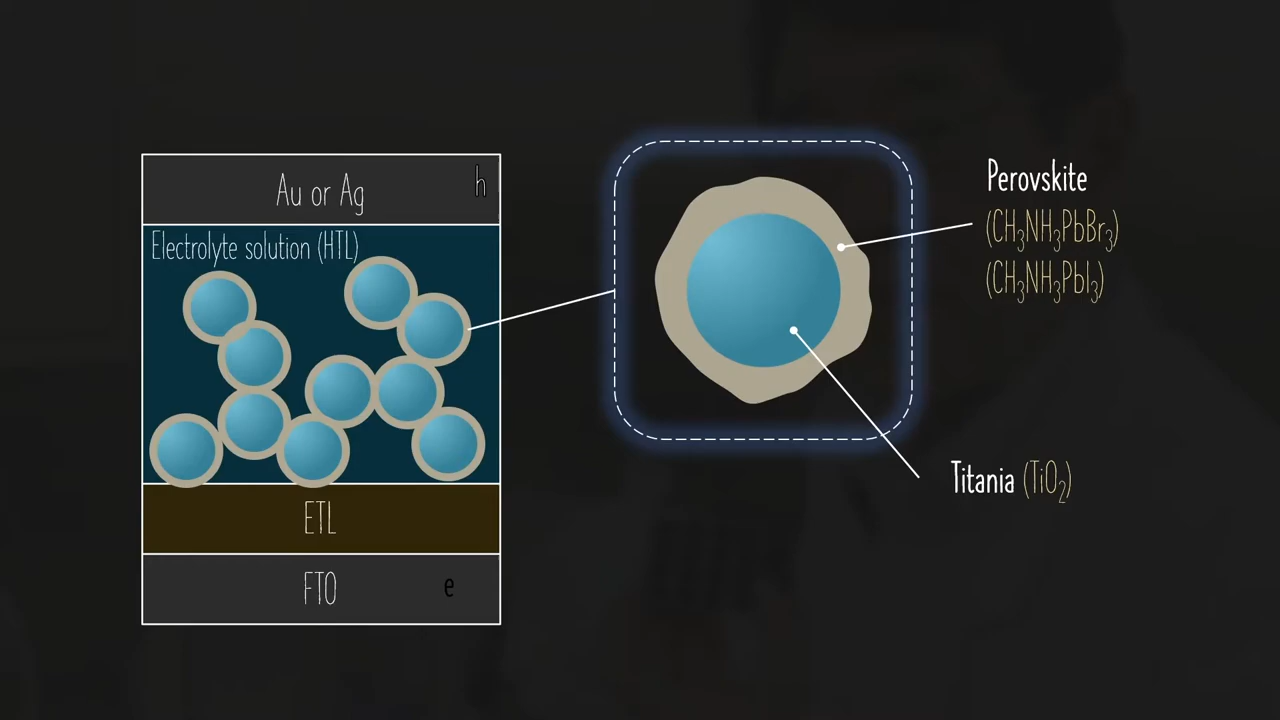 Au or Ag
h
Electrolyte solution (HTL)
ETL
FTO
e
Perovskite
(CH₃NH₃PbBr₃)
(CH₃NH₃PbI₃)
Titania (TiO₂)